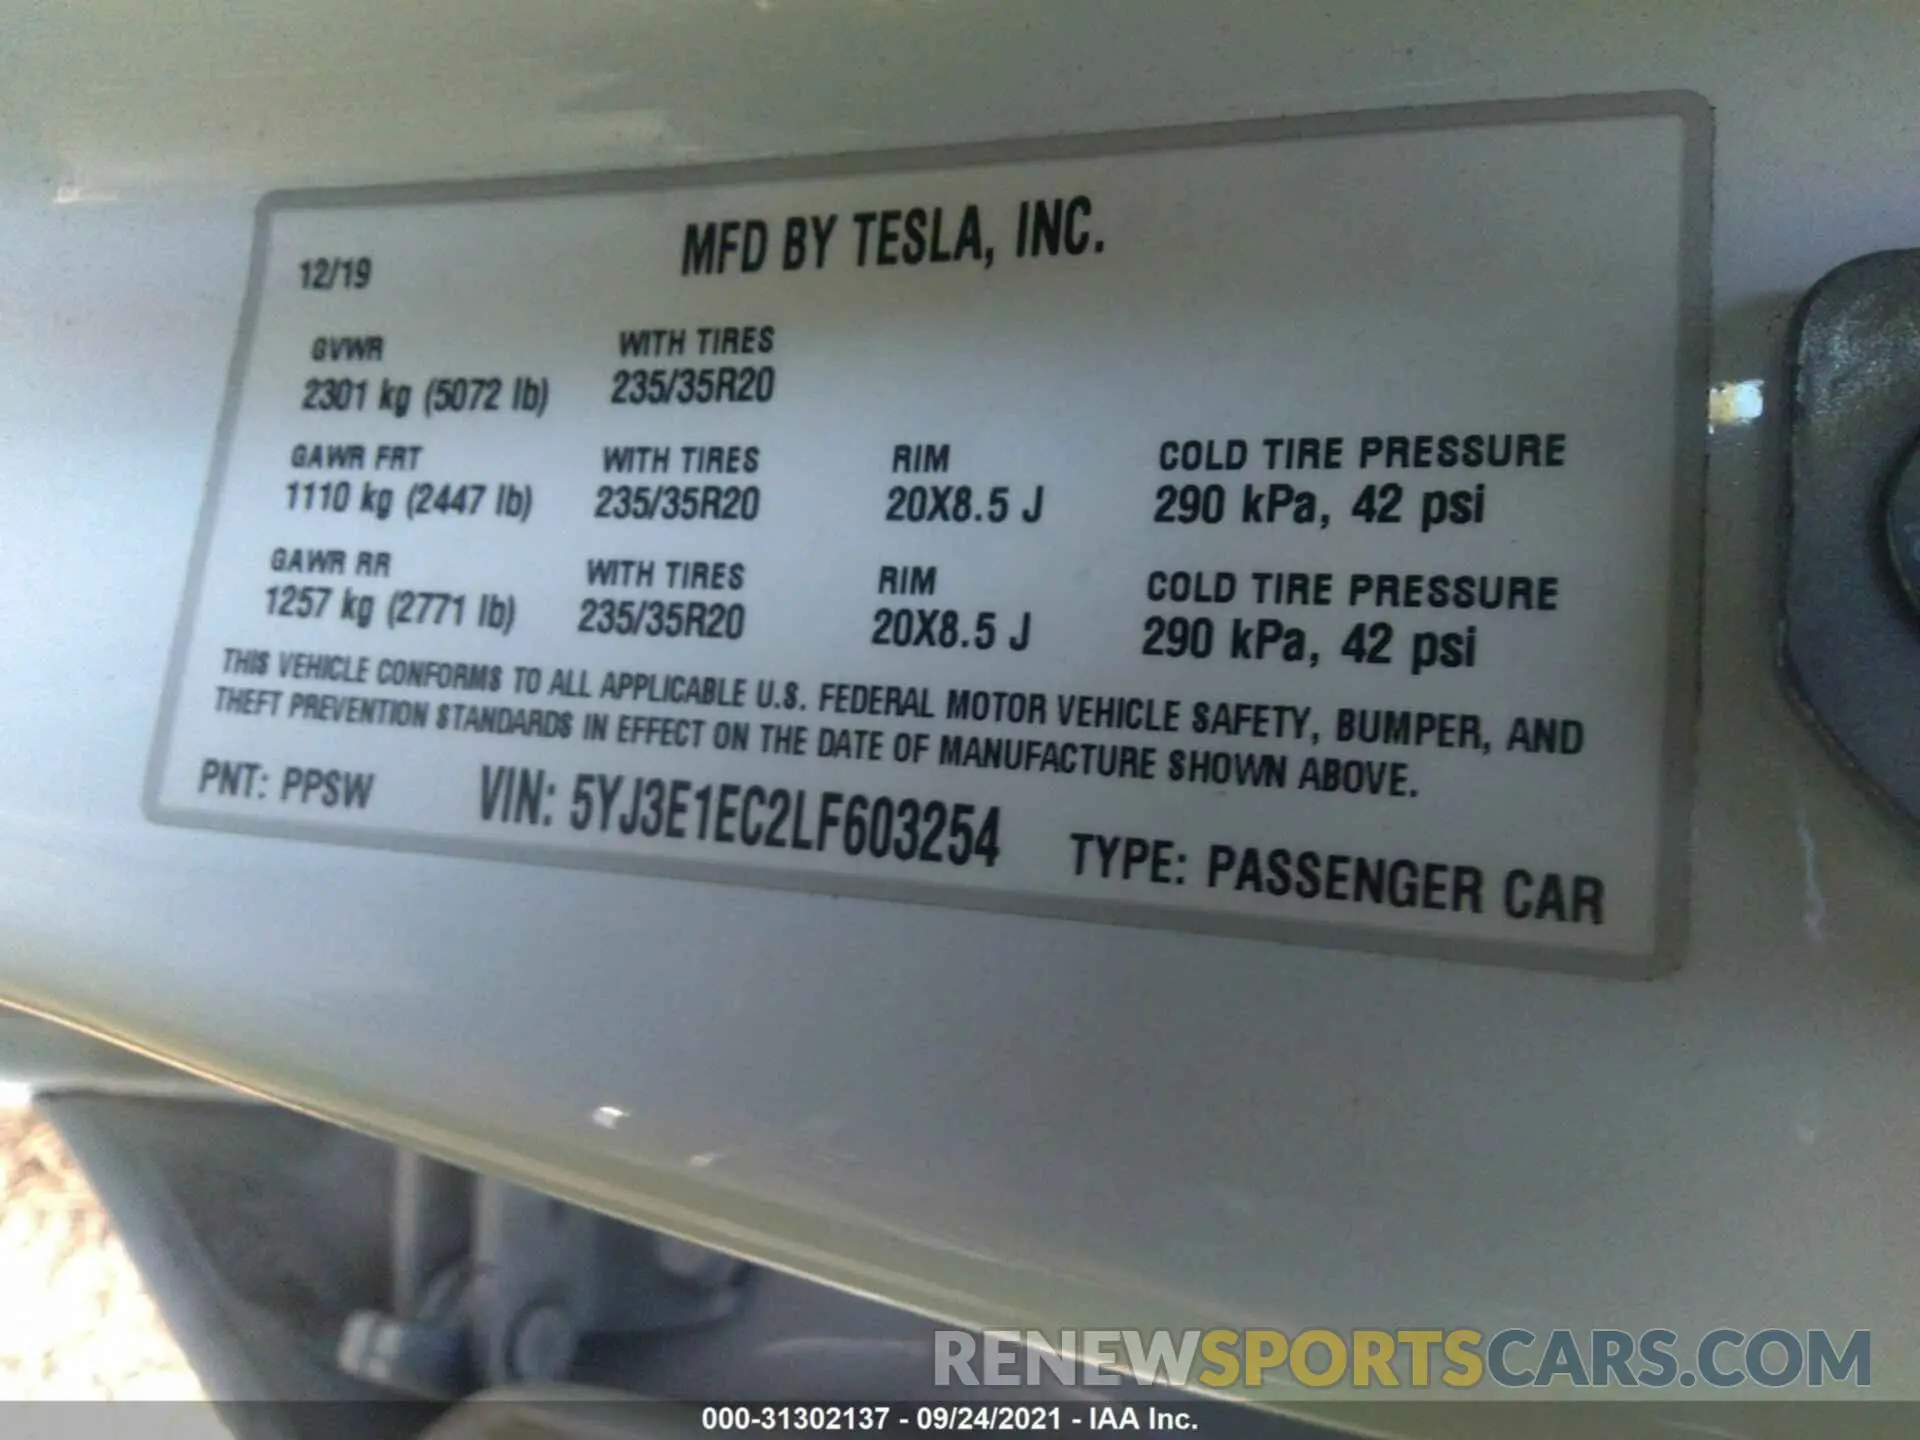 12/19
MFD BY TESLA, INC.
GVWR WITH TIRES
2301 kg (5072 lb) 235/35R20
GAWR FRT WITH TIRES RIM COLD TIRE PRESSURE
1110 kg (2447 lb) 235/35R20 20X8.5 J 290 kPa, 42 psi
GAWR RR WITH TIRES RIM COLD TIRE PRESSURE
1257 kg (2771 lb) 235/35R20 20X8.5 J 290 kPa, 42 psi
THIS VEHICLE CONFORMS TO ALL APPLICABLE U.S. FEDERAL MOTOR VEHICLE SAFETY, BUMPER, AND
THEFT PREVENTION STANDARDS IN EFFECT ON THE DATE OF MANUFACTURE SHOWN ABOVE.
PNT: PPSW VIN: 5YJ3E1EC2LF603254 TYPE: PASSENGER CAR
RENEWSPORTSCARS.COM
000-31302137 - 09/24/2021 - IAA Inc.